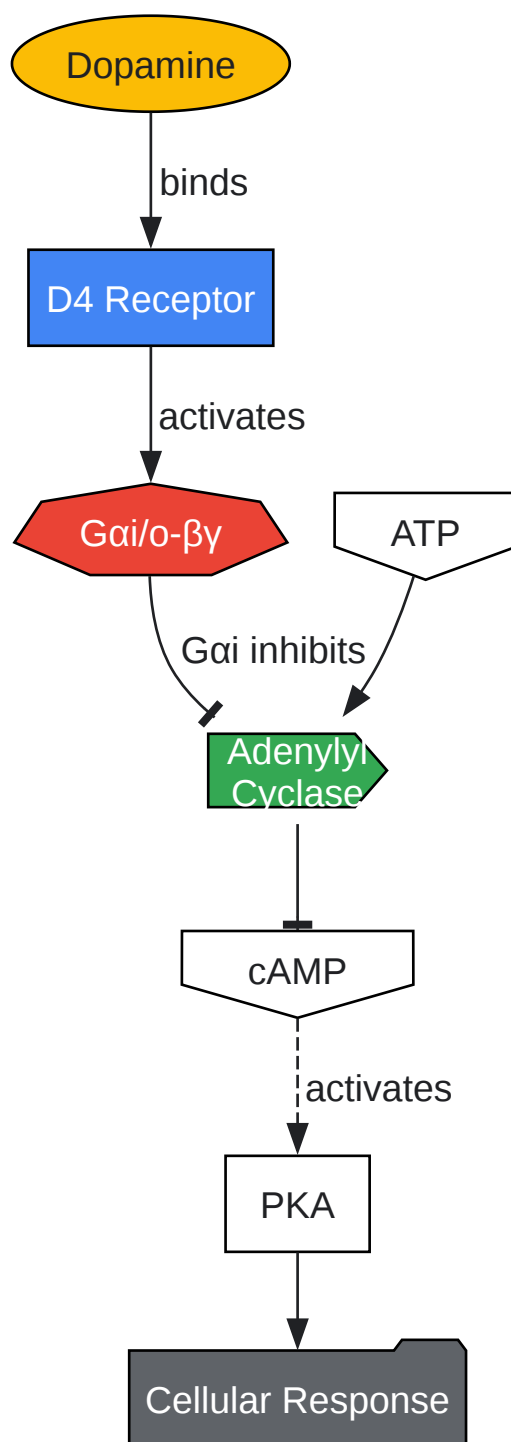 Dopamine
binds
D4 Receptor
activates
Gαi/o-βγ
ATP
Gαi inhibits
Adenylyl
Cyclase
cAMP
activates
PKA
Cellular Response